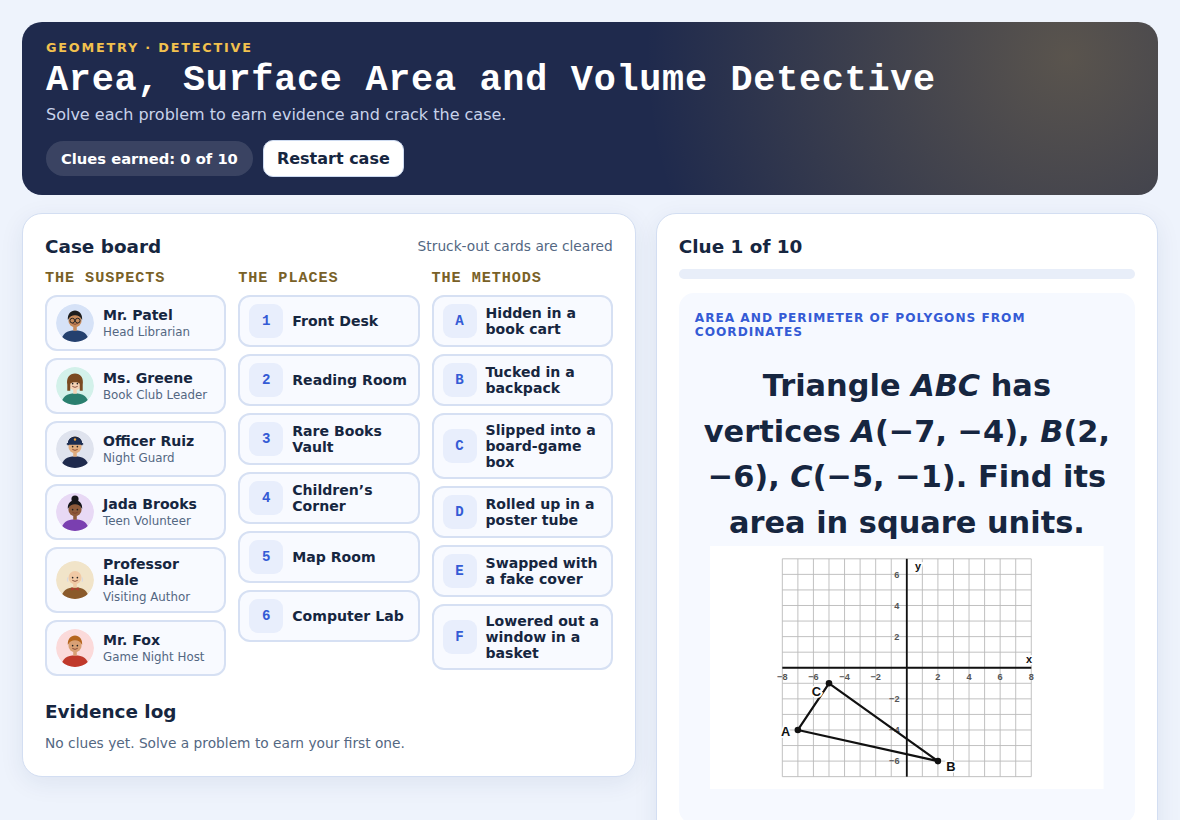 GEOMETRY · DETECTIVE
Area, Surface Area and Volume Detective
Solve each problem to earn evidence and crack the case.
Clues earned: 0 of 10
Restart case
Case board
Struck-out cards are cleared
THE SUSPECTS
Mr. Patel
Head Librarian
Ms. Greene
Book Club Leader
Officer Ruiz
Night Guard
Jada Brooks
Teen Volunteer
Professor
Hale
Visiting Author
Mr. Fox
Game Night Host
THE PLACES
1 Front Desk
2 Reading Room
3 Rare Books
Vault
4 Children’s
Corner
5 Map Room
6 Computer Lab
THE METHODS
A Hidden in a
book cart
B Tucked in a
backpack
C Slipped into a
board-game
box
D Rolled up in a
poster tube
E Swapped with
a fake cover
F Lowered out a
window in a
basket
Evidence log
No clues yet. Solve a problem to earn your first one.
Clue 1 of 10
AREA AND PERIMETER OF POLYGONS FROM
COORDINATES
Triangle ABC has
vertices A(−7, −4), B(2,
−6), C(−5, −1). Find its
area in square units.
y
6
4
2
x
−8 −6 −4 −2 2 4 6 8
C
−2
A
−4
−6
B